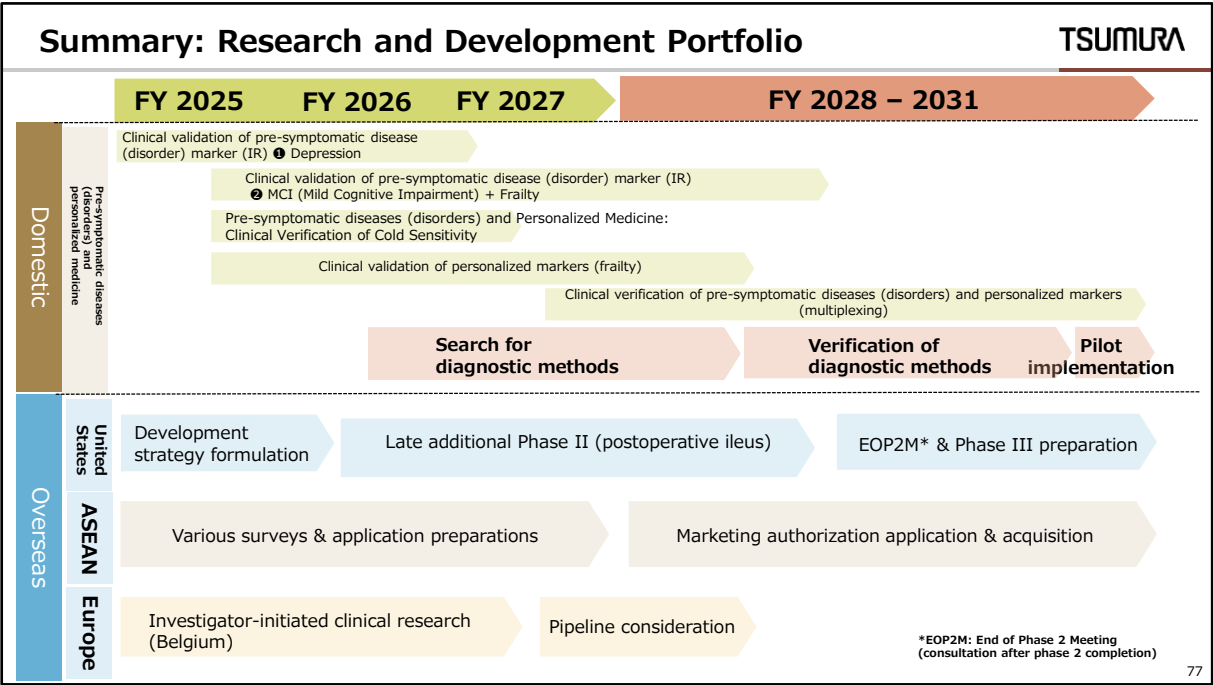 Summary: Research and Development Portfolio
TSUMURA
FY 2025
FY 2026
FY 2027
FY 2028 – 2031
Domestic
Pre-symptomatic diseases
(disorders) and
personalized medicine
Clinical validation of pre-symptomatic disease
(disorder) marker (IR) ❶ Depression
Clinical validation of pre-symptomatic disease (disorder) marker (IR)
❷ MCI (Mild Cognitive Impairment) + Frailty
Pre-symptomatic diseases (disorders) and Personalized Medicine:
Clinical Verification of Cold Sensitivity
Clinical validation of personalized markers (frailty)
Clinical verification of pre-symptomatic diseases (disorders) and personalized markers
(multiplexing)
Search for
diagnostic methods
Verification of
diagnostic methods
Pilot
implementation
Overseas
United
States
Development
strategy formulation
Late additional Phase II (postoperative ileus)
EOP2M* & Phase III preparation
ASEAN
Various surveys & application preparations
Marketing authorization application & acquisition
Europe
Investigator-initiated clinical research
(Belgium)
Pipeline consideration
*EOP2M: End of Phase 2 Meeting
(consultation after phase 2 completion)
77